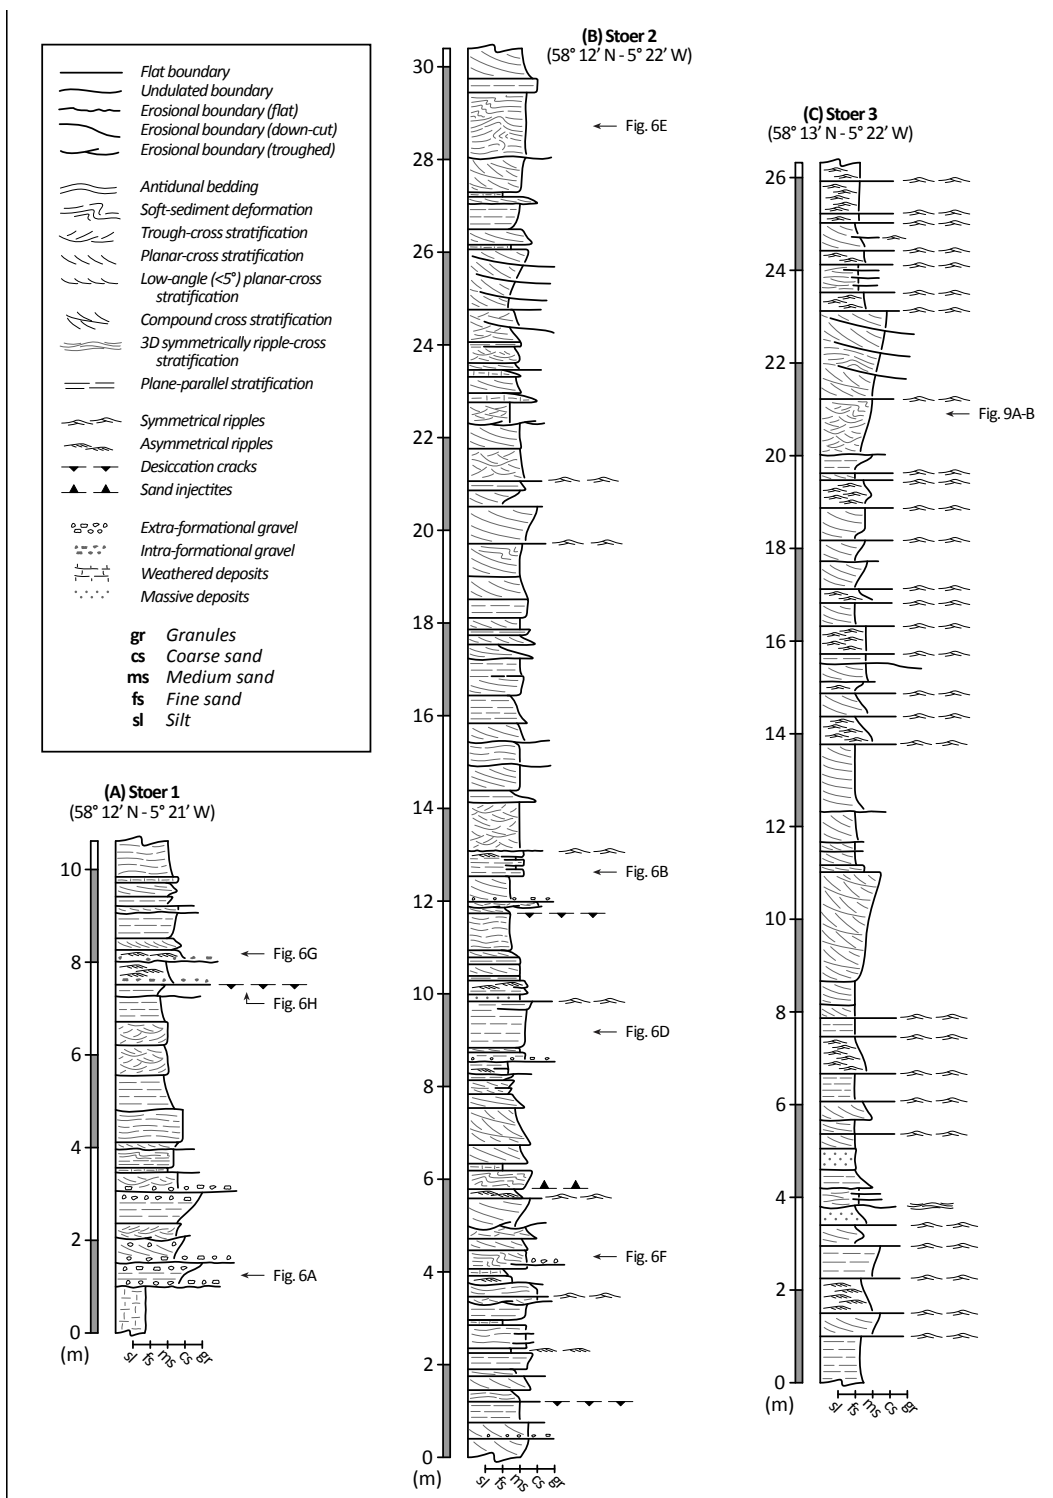 Flat boundary
Undulated boundary
Erosional boundary (flat)
Erosional boundary (down-cut)
Erosional boundary (troughed)
Antidunal bedding
Soft-sediment deformation
Trough-cross stratification
Planar-cross stratification
Low-angle (<5°) planar-cross
stratification
Compound cross stratification
3D symmetrically ripple-cross
stratification
Plane-parallel stratification
Symmetrical ripples
Asymmetrical ripples
Desiccation cracks
Sand injectites
Extra-formational gravel
Intra-formational gravel
Weathered deposits
Massive deposits
gr Granules
cs Coarse sand
ms Medium sand
fs Fine sand
sl Silt
(A) Stoer 1
(58° 12′ N - 5° 21′ W)
10
8
6
4
2
0
(m)
Fig. 6G
Fig. 6H
Fig. 6A
sl fs ms cs gr
(B) Stoer 2
(58° 12′ N - 5° 22′ W)
30
28
26
24
22
20
18
16
14
12
10
8
6
4
2
0
(m)
Fig. 6E
Fig. 6B
Fig. 6D
Fig. 6F
sl fs ms cs gr
(C) Stoer 3
(58° 13′ N - 5° 22′ W)
26
24
22
20
18
16
14
12
10
8
6
4
2
0
(m)
Fig. 9A-B
sl fs ms cs gr